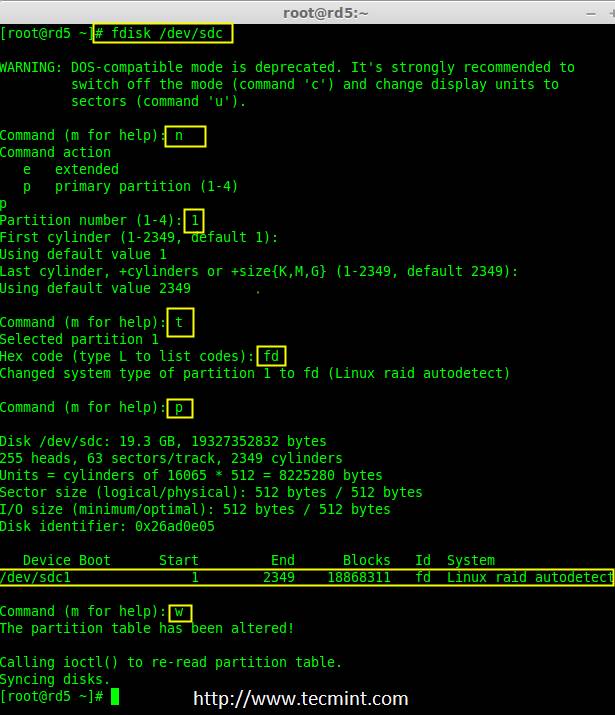 root@rd5:~
[root@rd5 ~]# fdisk /dev/sdc
WARNING: DOS-compatible mode is deprecated. It's strongly recommended to
switch off the mode (command 'c') and change display units to
sectors (command 'u').
Command (m for help): n
Command action
e   extended
p   primary partition (1-4)
p
Partition number (1-4): 1
First cylinder (1-2349, default 1):
Using default value 1
Last cylinder, +cylinders or +size{K,M,G} (1-2349, default 2349):
Using default value 2349
Command (m for help): t
Selected partition 1
Hex code (type L to list codes): fd
Changed system type of partition 1 to fd (Linux raid autodetect)
Command (m for help): p
Disk /dev/sdc: 19.3 GB, 19327352832 bytes
255 heads, 63 sectors/track, 2349 cylinders
Units = cylinders of 16065 * 512 = 8225280 bytes
Sector size (logical/physical): 512 bytes / 512 bytes
I/O size (minimum/optimal): 512 bytes / 512 bytes
Disk identifier: 0x26ad0e05
Device Boot      Start         End      Blocks   Id  System
/dev/sdc1               1        2349    18868311   fd  Linux raid autodetect
Command (m for help): w
The partition table has been altered!
Calling ioctl() to re-read partition table.
Syncing disks.
[root@rd5 ~]#
http://www.tecmint.com